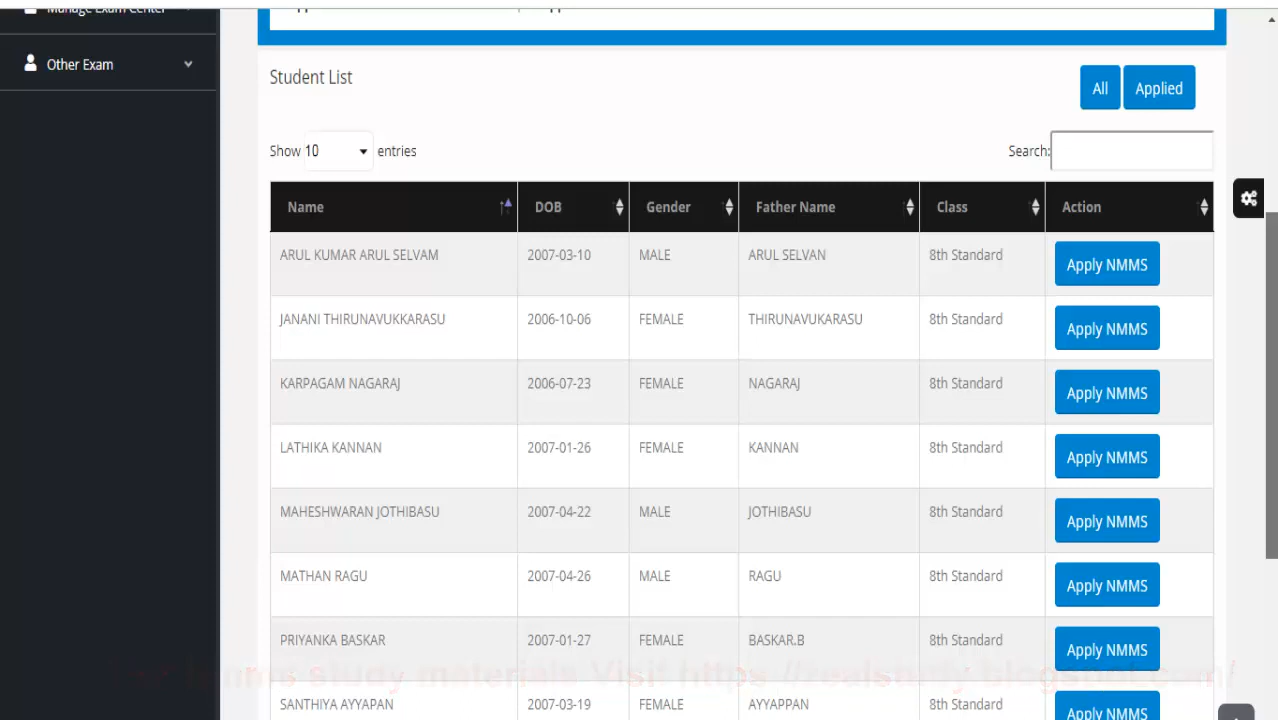 Manage Exam Center
Other Exam
Student List
All
Applied
Show 10 entries
Search:
Name DOB Gender Father Name Class Action
ARUL KUMAR ARUL SELVAM 2007-03-10 MALE ARUL SELVAN 8th Standard Apply NMMS
JANANI THIRUNAVUKKARASU 2006-10-06 FEMALE THIRUNAVUKARASU 8th Standard Apply NMMS
KARPAGAM NAGARAJ 2006-07-23 FEMALE NAGARAJ 8th Standard Apply NMMS
LATHIKA KANNAN 2007-01-26 FEMALE KANNAN 8th Standard Apply NMMS
MAHESHWARAN JOTHIBASU 2007-04-22 MALE JOTHIBASU 8th Standard Apply NMMS
MATHAN RAGU 2007-04-26 MALE RAGU 8th Standard Apply NMMS
PRIYANKA BASKAR 2007-01-27 FEMALE BASKAR.B 8th Standard Apply NMMS
study materials Visit
SANTHIYA AYYAPAN 2007-03-19 FEMALE AYYAPPAN 8th Standard Apply NMMS